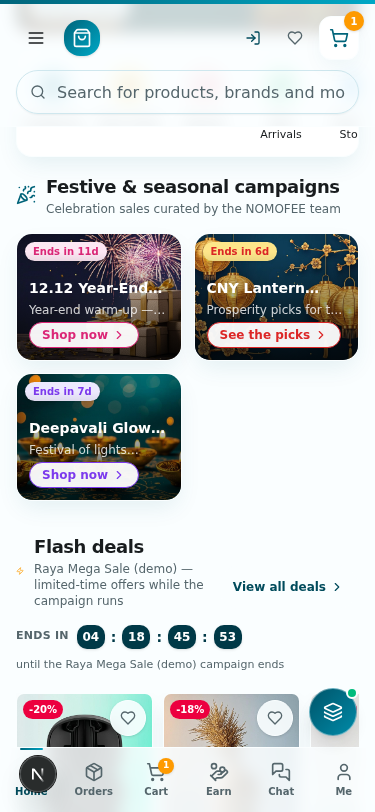 1
Search for products, brands and mo
Arrivals
Sto
Festive & seasonal campaigns
Celebration sales curated by the NOMOFEE team
Ends in 11d
12.12 Year-End…
Year-end warm-up —…
Shop now
Ends in 6d
CNY Lantern…
Prosperity picks for t…
See the picks
Ends in 7d
Deepavali Glow…
Festival of lights…
Shop now
Flash deals
Raya Mega Sale (demo) —
limited-time offers while the
campaign runs
View all deals
ENDS IN 04 : 18 : 45 : 53
until the Raya Mega Sale (demo) campaign ends
-20%
-18%
N
1
Home
Orders
Cart
Earn
Chat
Me